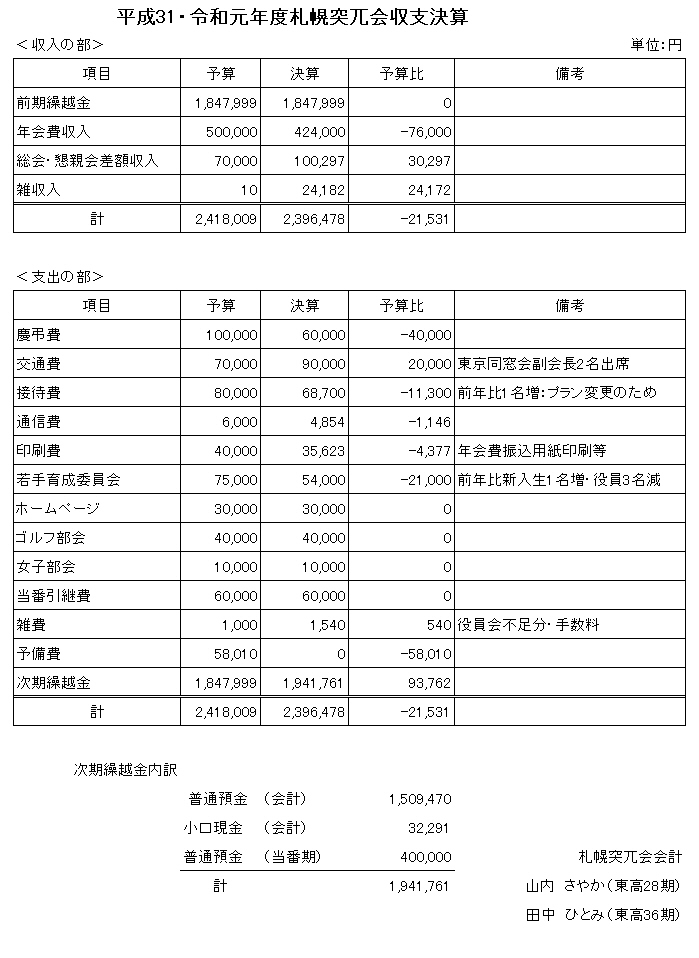 平成31・令和元年度札幌突兀会収支決算
＜収入の部＞ 単位：円
項目 予算 決算 予算比 備考
前期繰越金 1,847,999 1,847,999 0
年会費収入 500,000 424,000 -76,000
総会・懇親会差額収入 70,000 100,297 30,297
雑収入 10 24,182 24,172
計 2,418,009 2,396,478 -21,531
＜支出の部＞
項目 予算 決算 予算比 備考
慶弔費 100,000 60,000 -40,000
交通費 70,000 90,000 20,000 東京同窓会副会長2名出席
接待費 80,000 68,700 -11,300 前年比1名増：プラン変更のため
通信費 6,000 4,854 -1,146
印刷費 40,000 35,623 -4,377 年会費振込用紙印刷等
若手育成委員会 75,000 54,000 -21,000 前年比新入生1名増・役員3名減
ホームページ 30,000 30,000 0
ゴルフ部会 40,000 40,000 0
女子部会 10,000 10,000 0
当番引継費 60,000 60,000 0
雑費 1,000 1,540 540 役員会不足分・手数料
予備費 58,010 0 -58,010
次期繰越金 1,847,999 1,941,761 93,762
計 2,418,009 2,396,478 -21,531
次期繰越金内訳
普通預金 （会計） 1,509,470
小口現金 （会計） 32,291
普通預金 （当番期） 400,000 札幌突兀会会計
計 1,941,761 山内 さやか（東高28期）
田中 ひとみ（東高36期）